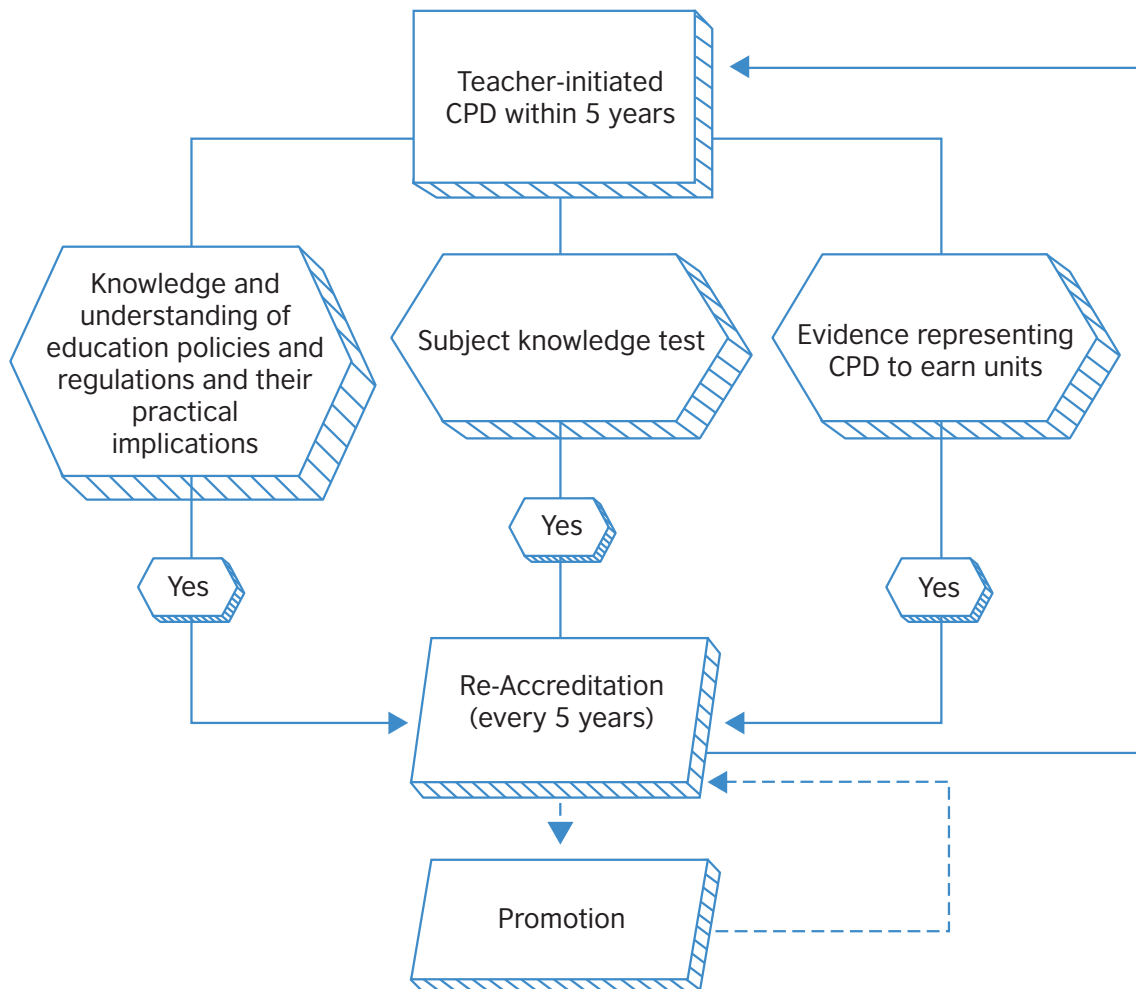 Teacher-initiated
CPD within 5 years
Knowledge and
understanding of
education policies and
regulations and their
practical
implications
Subject knowledge test
Evidence representing
CPD to earn units
Yes
Yes
Yes
Re-Accreditation
(every 5 years)
Promotion